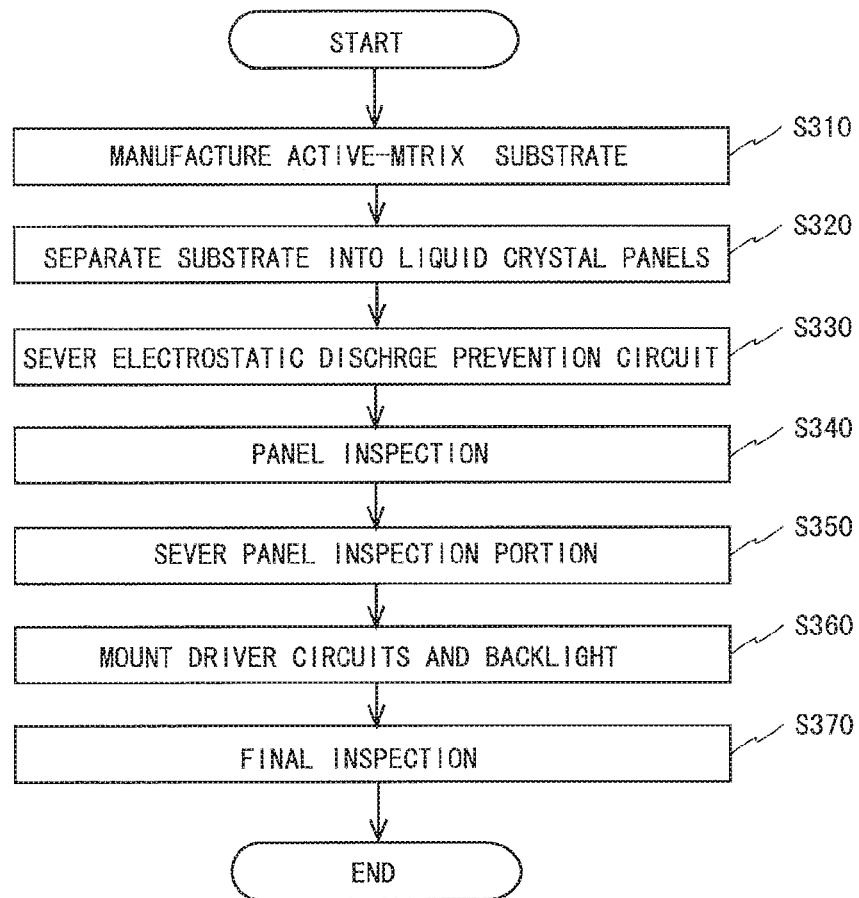 START
MANUFACTURE ACTIVE-MTRIX SUBSTRATE
S310
SEPARATE SUBSTRATE INTO LIQUID CRYSTAL PANELS
S320
SEVER ELECTROSTATIC DISCHRGE PREVENTION CIRCUIT
S330
PANEL INSPECTION
S340
SEVER PANEL INSPECTION PORTION
S350
MOUNT DRIVER CIRCUITS AND BACKLIGHT
S360
FINAL INSPECTION
S370
END